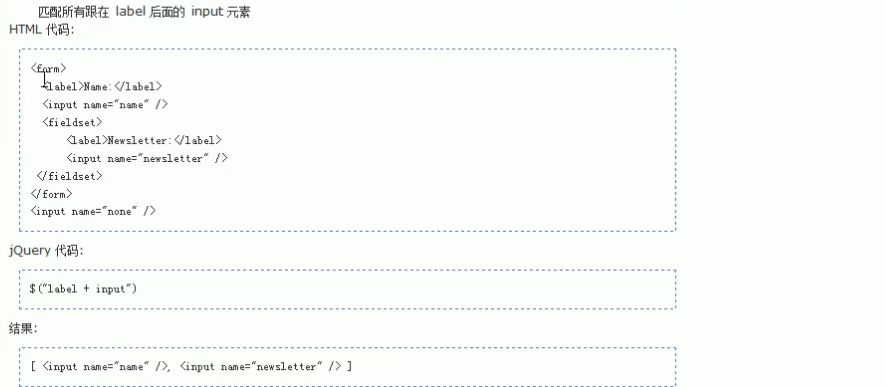 匹配所有跟在 label 后面的 input 元素
HTML 代码:
<form>
<label>Name:</label>
<input name="name" />
<fieldset>
<label>Newsletter:</label>
<input name="newsletter" />
</fieldset>
</form>
<input name="none" />
jQuery 代码:
$("label + input")
结果:
[ <input name="name" />, <input name="newsletter" /> ]